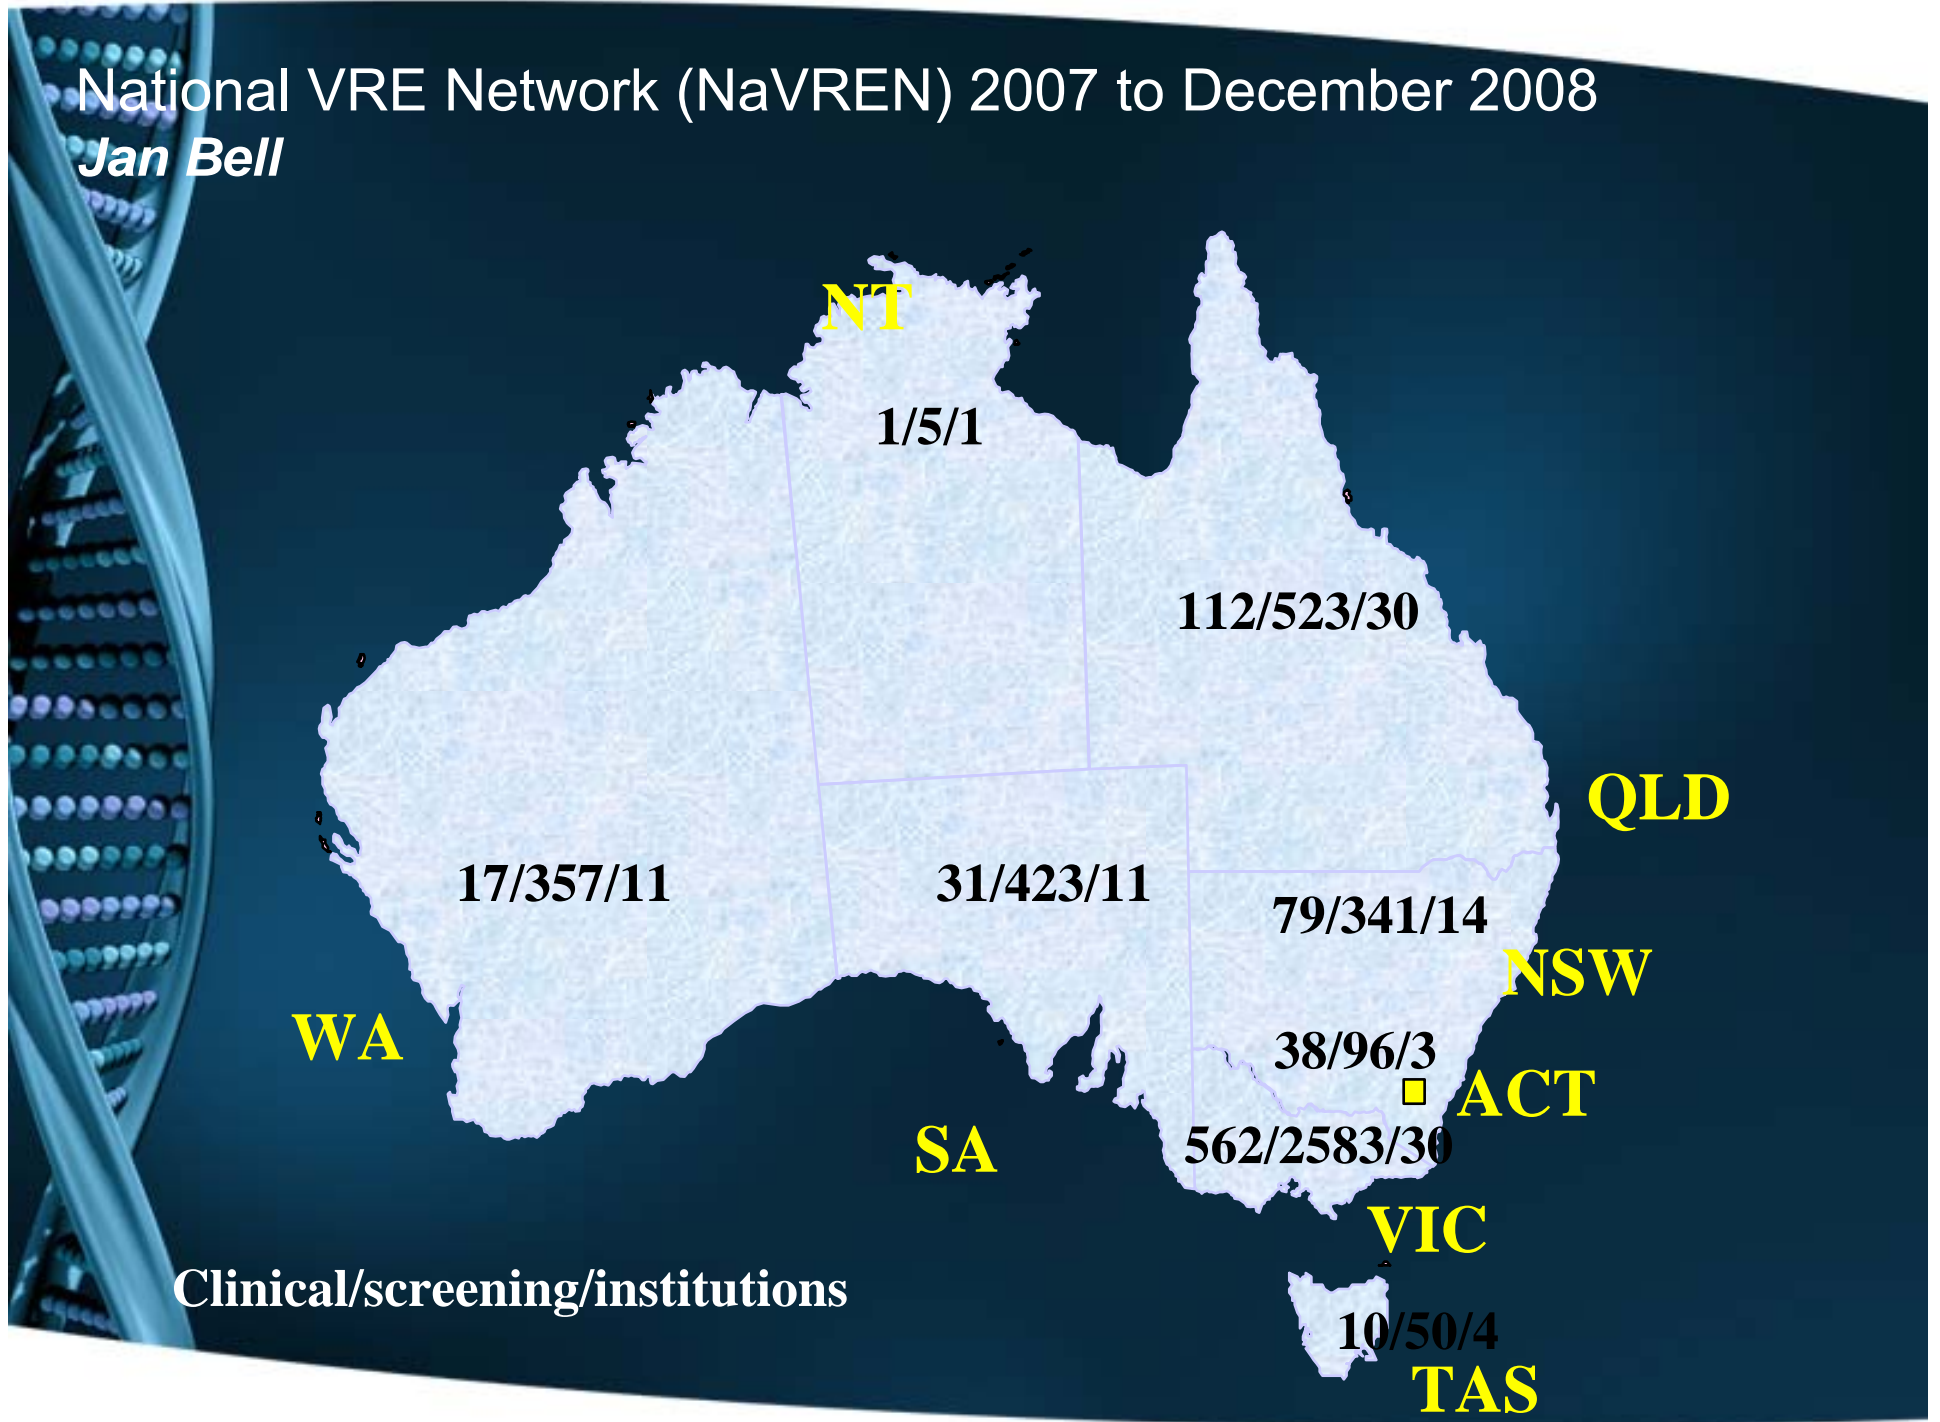 National VRE Network (NaVREN) 2007 to December 2008
Jan Bell
NT
1/5/1
112/523/30
QLD
17/357/11
31/423/11
79/341/14
NSW
WA
38/96/3
ACT
SA
562/2583/30
VIC
Clinical/screening/institutions
10/50/4
TAS